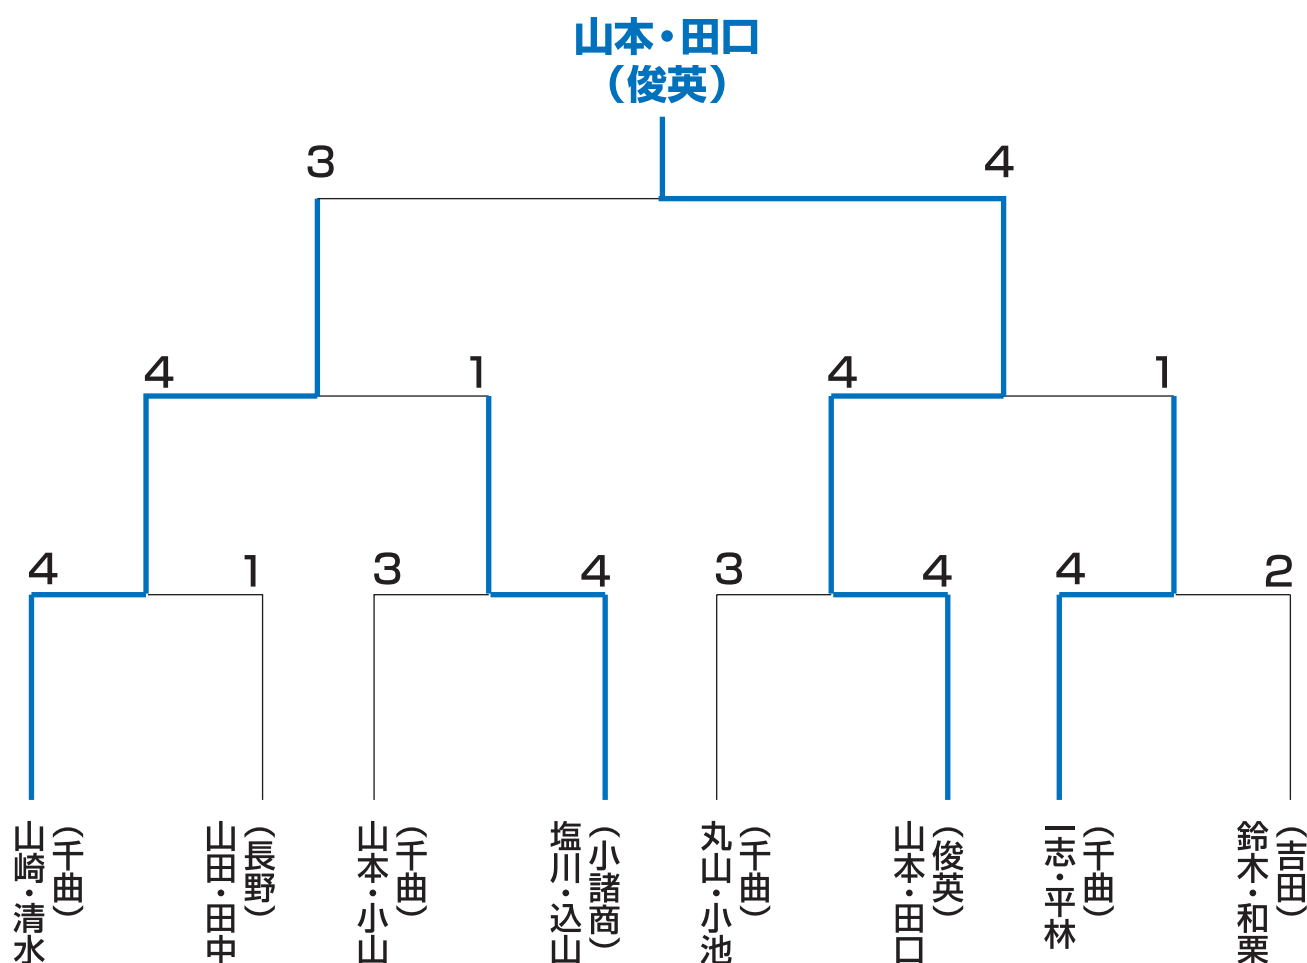 山本・田口
（俊英）
3
4
4
1
4
1
4
1
3
4
3
4
4
2
（千曲）
山崎・清水
（長野）
山田・田中
（千曲）
山本・小山
（小諸商）
塩川・込山
（千曲）
丸山・小池
（俊英）
山本・田口
（千曲）
一志・平林
（吉田）
鈴木・和栗